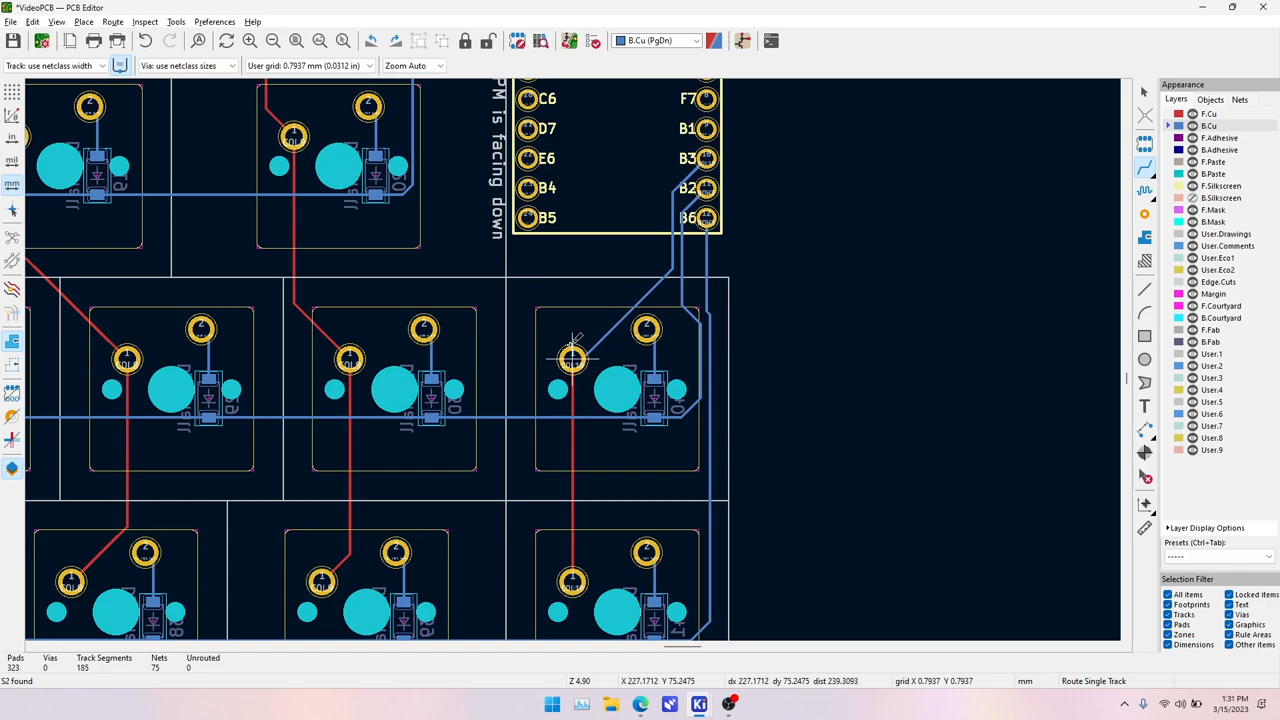 *VideoPCB — PCB Editor
File Edit View Place Route Inspect Tools Preferences Help
B.Cu (PgDn)
Track: use netclass width
Via: use netclass sizes
User grid: 0.7937 mm (0.0312 in)
Zoom Auto
in
mil
mm
PM is facing down
C6 F7
D7 B1
E6 B3
B4 B2
B5 B6
Appearance
Layers Objects Nets
F.Cu
B.Cu
F.Adhesive
B.Adhesive
F.Paste
B.Paste
F.Silkscreen
B.Silkscreen
F.Mask
B.Mask
User.Drawings
User.Comments
User.Eco1
User.Eco2
Edge.Cuts
Margin
F.Courtyard
B.Courtyard
F.Fab
B.Fab
User.1
User.2
User.3
User.4
User.5
User.6
User.7
User.8
User.9
Layer Display Options
Presets (Ctrl+Tab):
-----
Selection Filter
All items Locked items
Footprints Text
Tracks Vias
Pads Graphics
Zones Rule Areas
Dimensions Other items
Pads Vias Track Segments Nets Unrouted
323 0 185 75 0
S2 found
Z 4.90
X 227.1712 Y 75.2475
dx 227.1712 dy 75.2475 dist 239.3093
grid X 0.7937 Y 0.7937
mm
Route Single Track
1:31 PM
3/15/2023